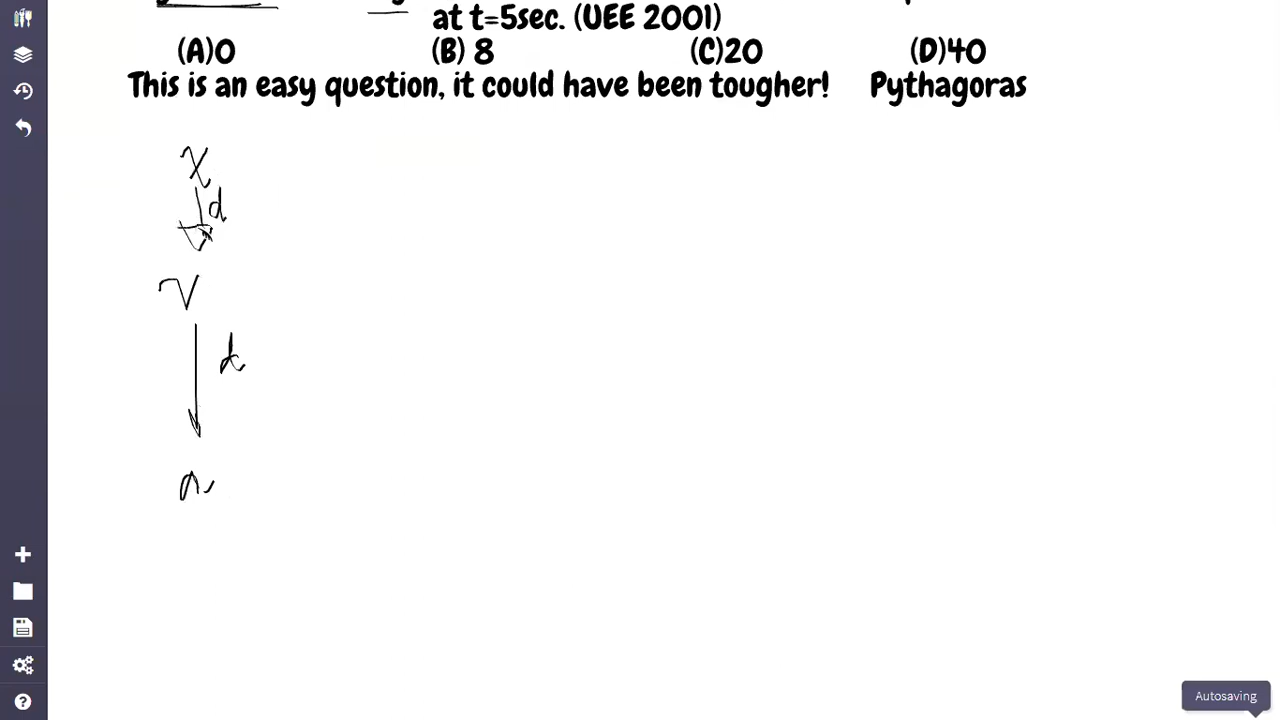 at t=5sec. (UEE 2001)
(A)0 (B) 8 (C)20 (D)40
This is an easy question, it could have been tougher! Pythagoras
x
d
V
d
a
Autosaving